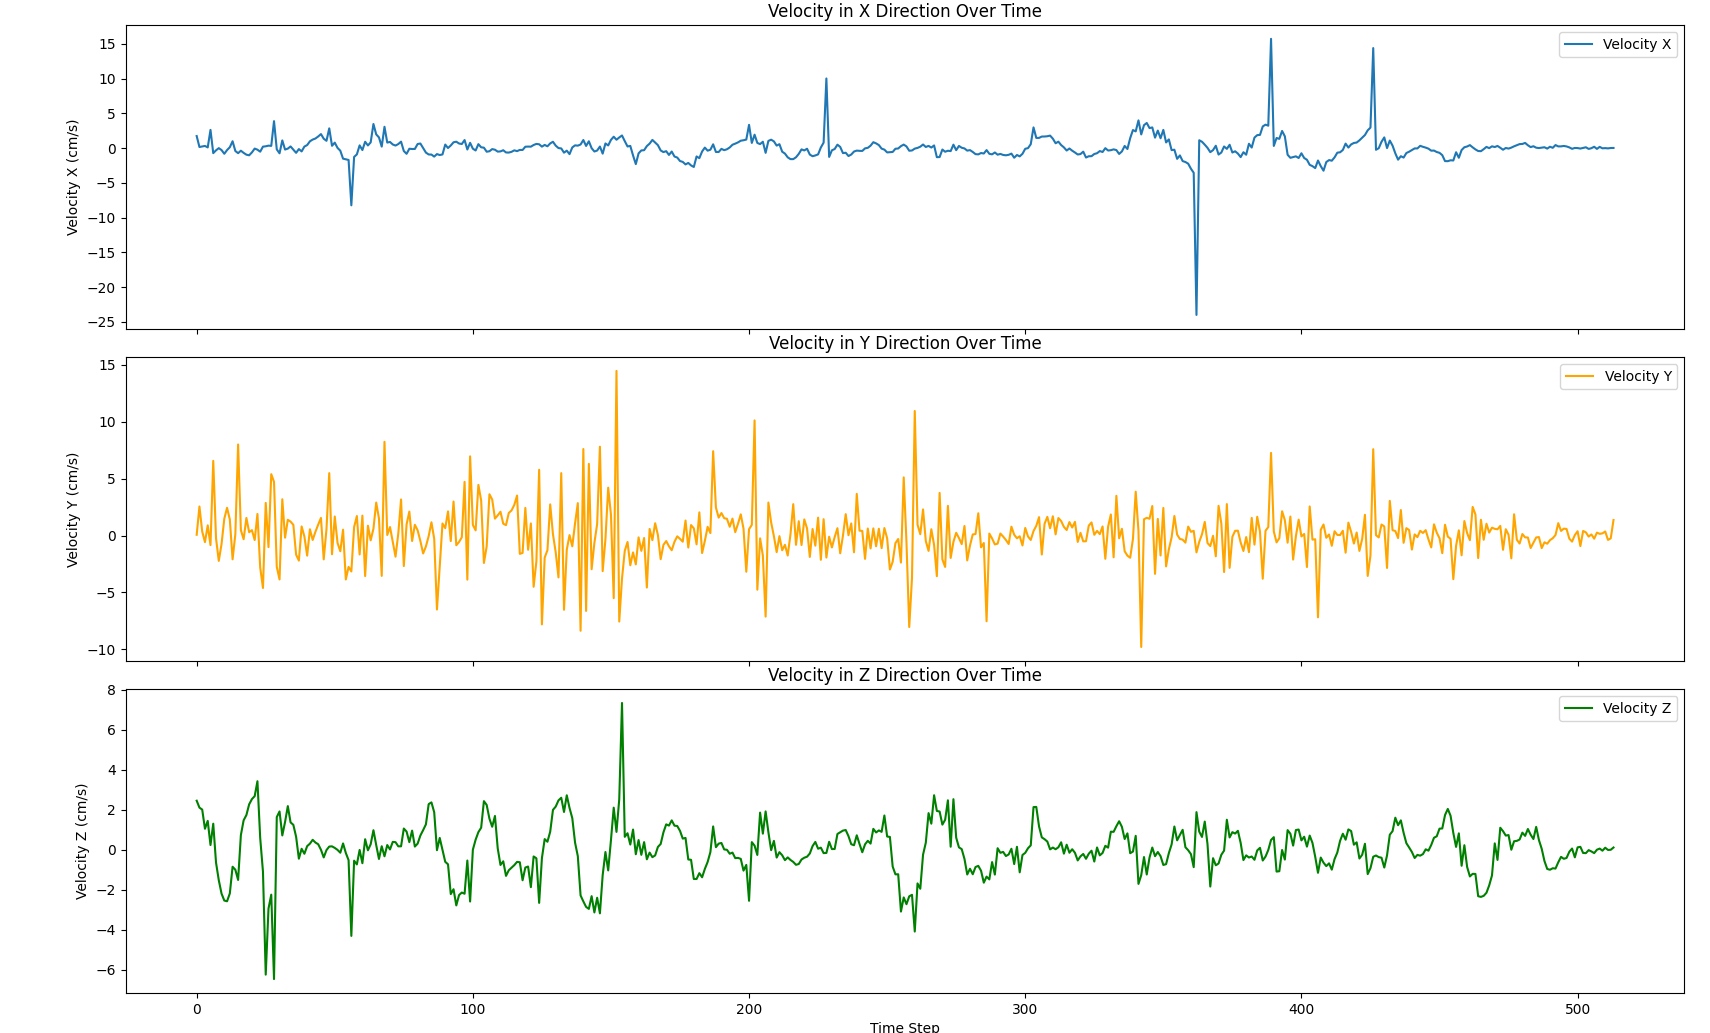 Velocity in X Direction Over Time
Velocity X
15
10
5
0
−5
−10
−15
−20
−25
Velocity X (cm/s)
Velocity in Y Direction Over Time
Velocity Y
15
10
5
0
−5
−10
Velocity Y (cm/s)
Velocity in Z Direction Over Time
Velocity Z
8
6
4
2
0
−2
−4
−6
Velocity Z (cm/s)
0 100 200 300 400 500
Time Step